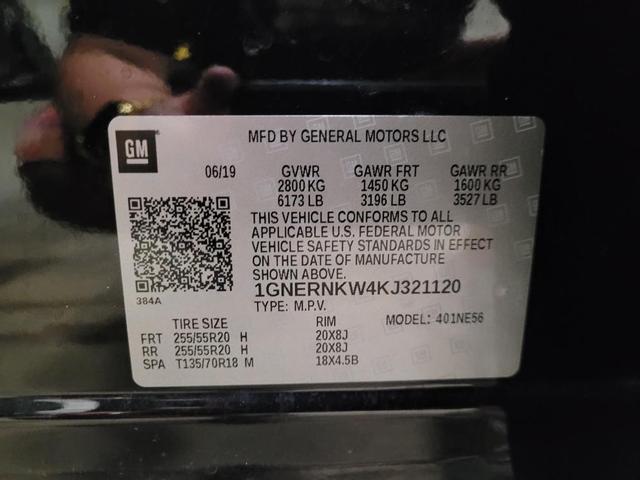 GM
MFD BY GENERAL MOTORS LLC
06/19 GVWR GAWR FRT GAWR RR
2800 KG 1450 KG 1600 KG
6173 LB 3196 LB 3527 LB
THIS VEHICLE CONFORMS TO ALL
APPLICABLE U.S. FEDERAL MOTOR
VEHICLE SAFETY STANDARDS IN EFFECT
ON THE DATE OF MANUFACTURE
SHOWN ABOVE.
384A
1GNERNKW4KJ321120
TYPE: M.P.V.
TIRE SIZE RIM MODEL: 401NE56
FRT 255/55R20 H 20X8J
RR 255/55R20 H 20X8J
SPA T135/70R18 M 18X4.5B